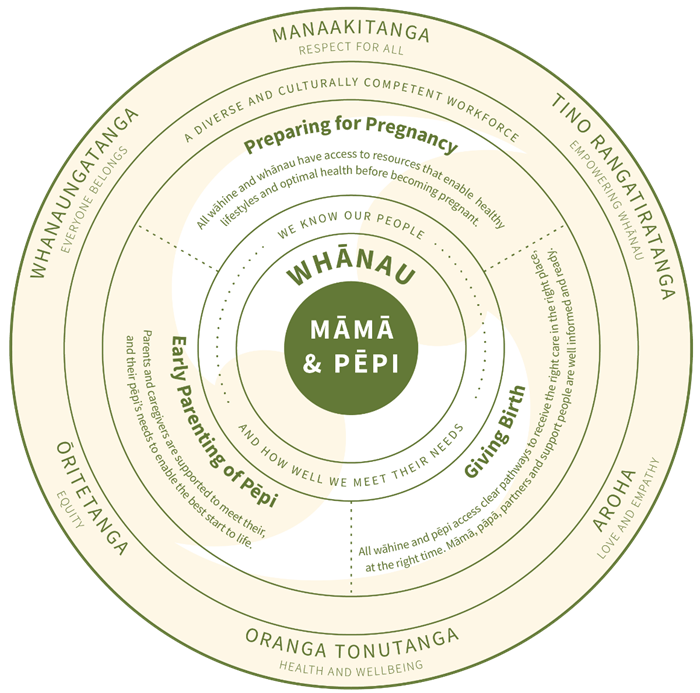 MANAAKITANGA
RESPECT FOR ALL
TINO RANGATIRATANGA
EMPOWERING WHĀNAU
AROHA
LOVE AND EMPATHY
ORANGA TONUTANGA
HEALTH AND WELLBEING
ŌRITETANGA
EQUITY
WHANAUNGATANGA
EVERYONE BELONGS
A DIVERSE AND CULTURALLY COMPETENT WORKFORCE
Preparing for Pregnancy
All wāhine and whānau have access to resources that enable healthy
lifestyles and optimal health before becoming pregnant.
Giving Birth
All wāhine and pēpi access clear pathways to receive the right care in the right place,
at the right time. Māmā, pāpā, partners and support people are well informed and ready.
Early Parenting of Pēpi
Parents and caregivers are supported to meet their,
and their pēpi's needs to enable the best start to life.
WE KNOW OUR PEOPLE
AND HOW WELL WE MEET THEIR NEEDS
WHĀNAU
MĀMĀ
& PĒPI